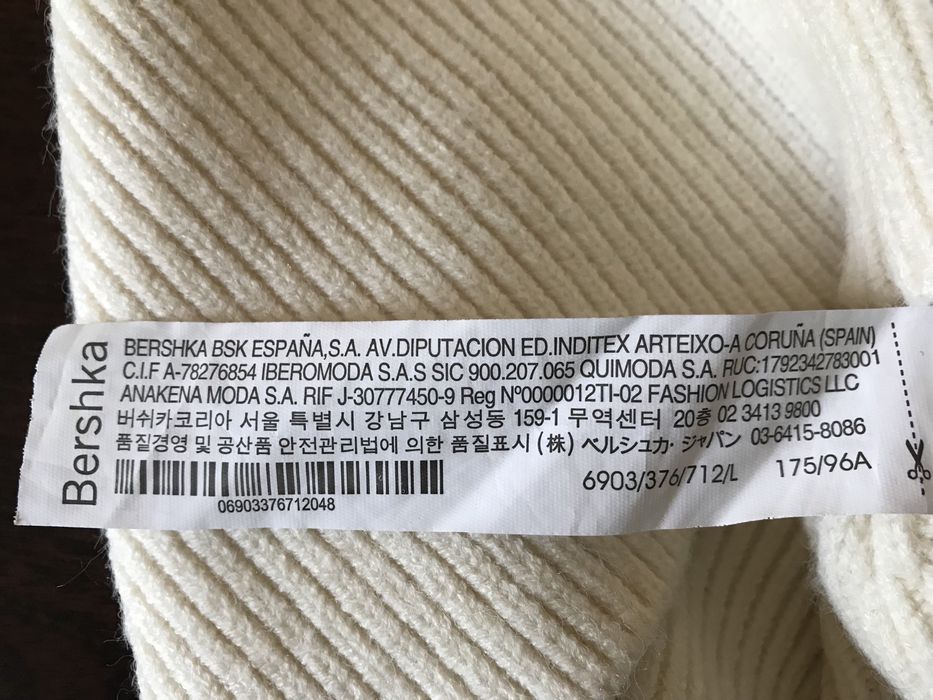 Bershka
BERSHKA BSK ESPAÑA,S.A. AV.DIPUTACION ED.INDITEX ARTEIXO-A CORUÑA (SPAIN)
C.I.F A-78276854 IBEROMODA S.A.S SIC 900.207.065 QUIMODA S.A. RUC:1792342783001
ANAKENA MODA S.A. RIF J-30777450-9 Reg Nº0000012TI-02 FASHION LOGISTICS LLC
버쉬카코리아 서울 특별시 강남구 삼성동 159-1 무역센터 20층 02 3413 9800
품질경영 및 공산품 안전관리법에 의한 품질표시 (株) ベルシュカ・ジャパン 03-6415-8086
06903376712048
6903/376/712/L 175/96A